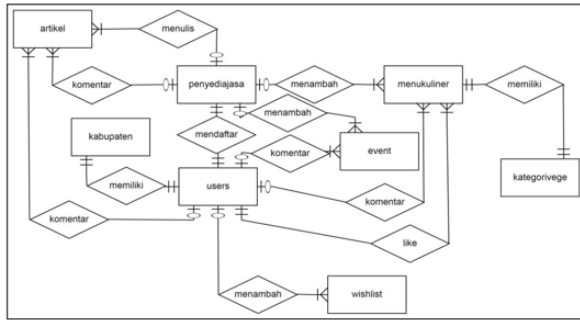 artikel
menulis
komentar
penyediajasa
menambah
menukuliner
memiliki
menambah
kabupaten
mendaftar
komentar
event
kategorivege
memiliki
users
komentar
komentar
like
menambah
wishlist